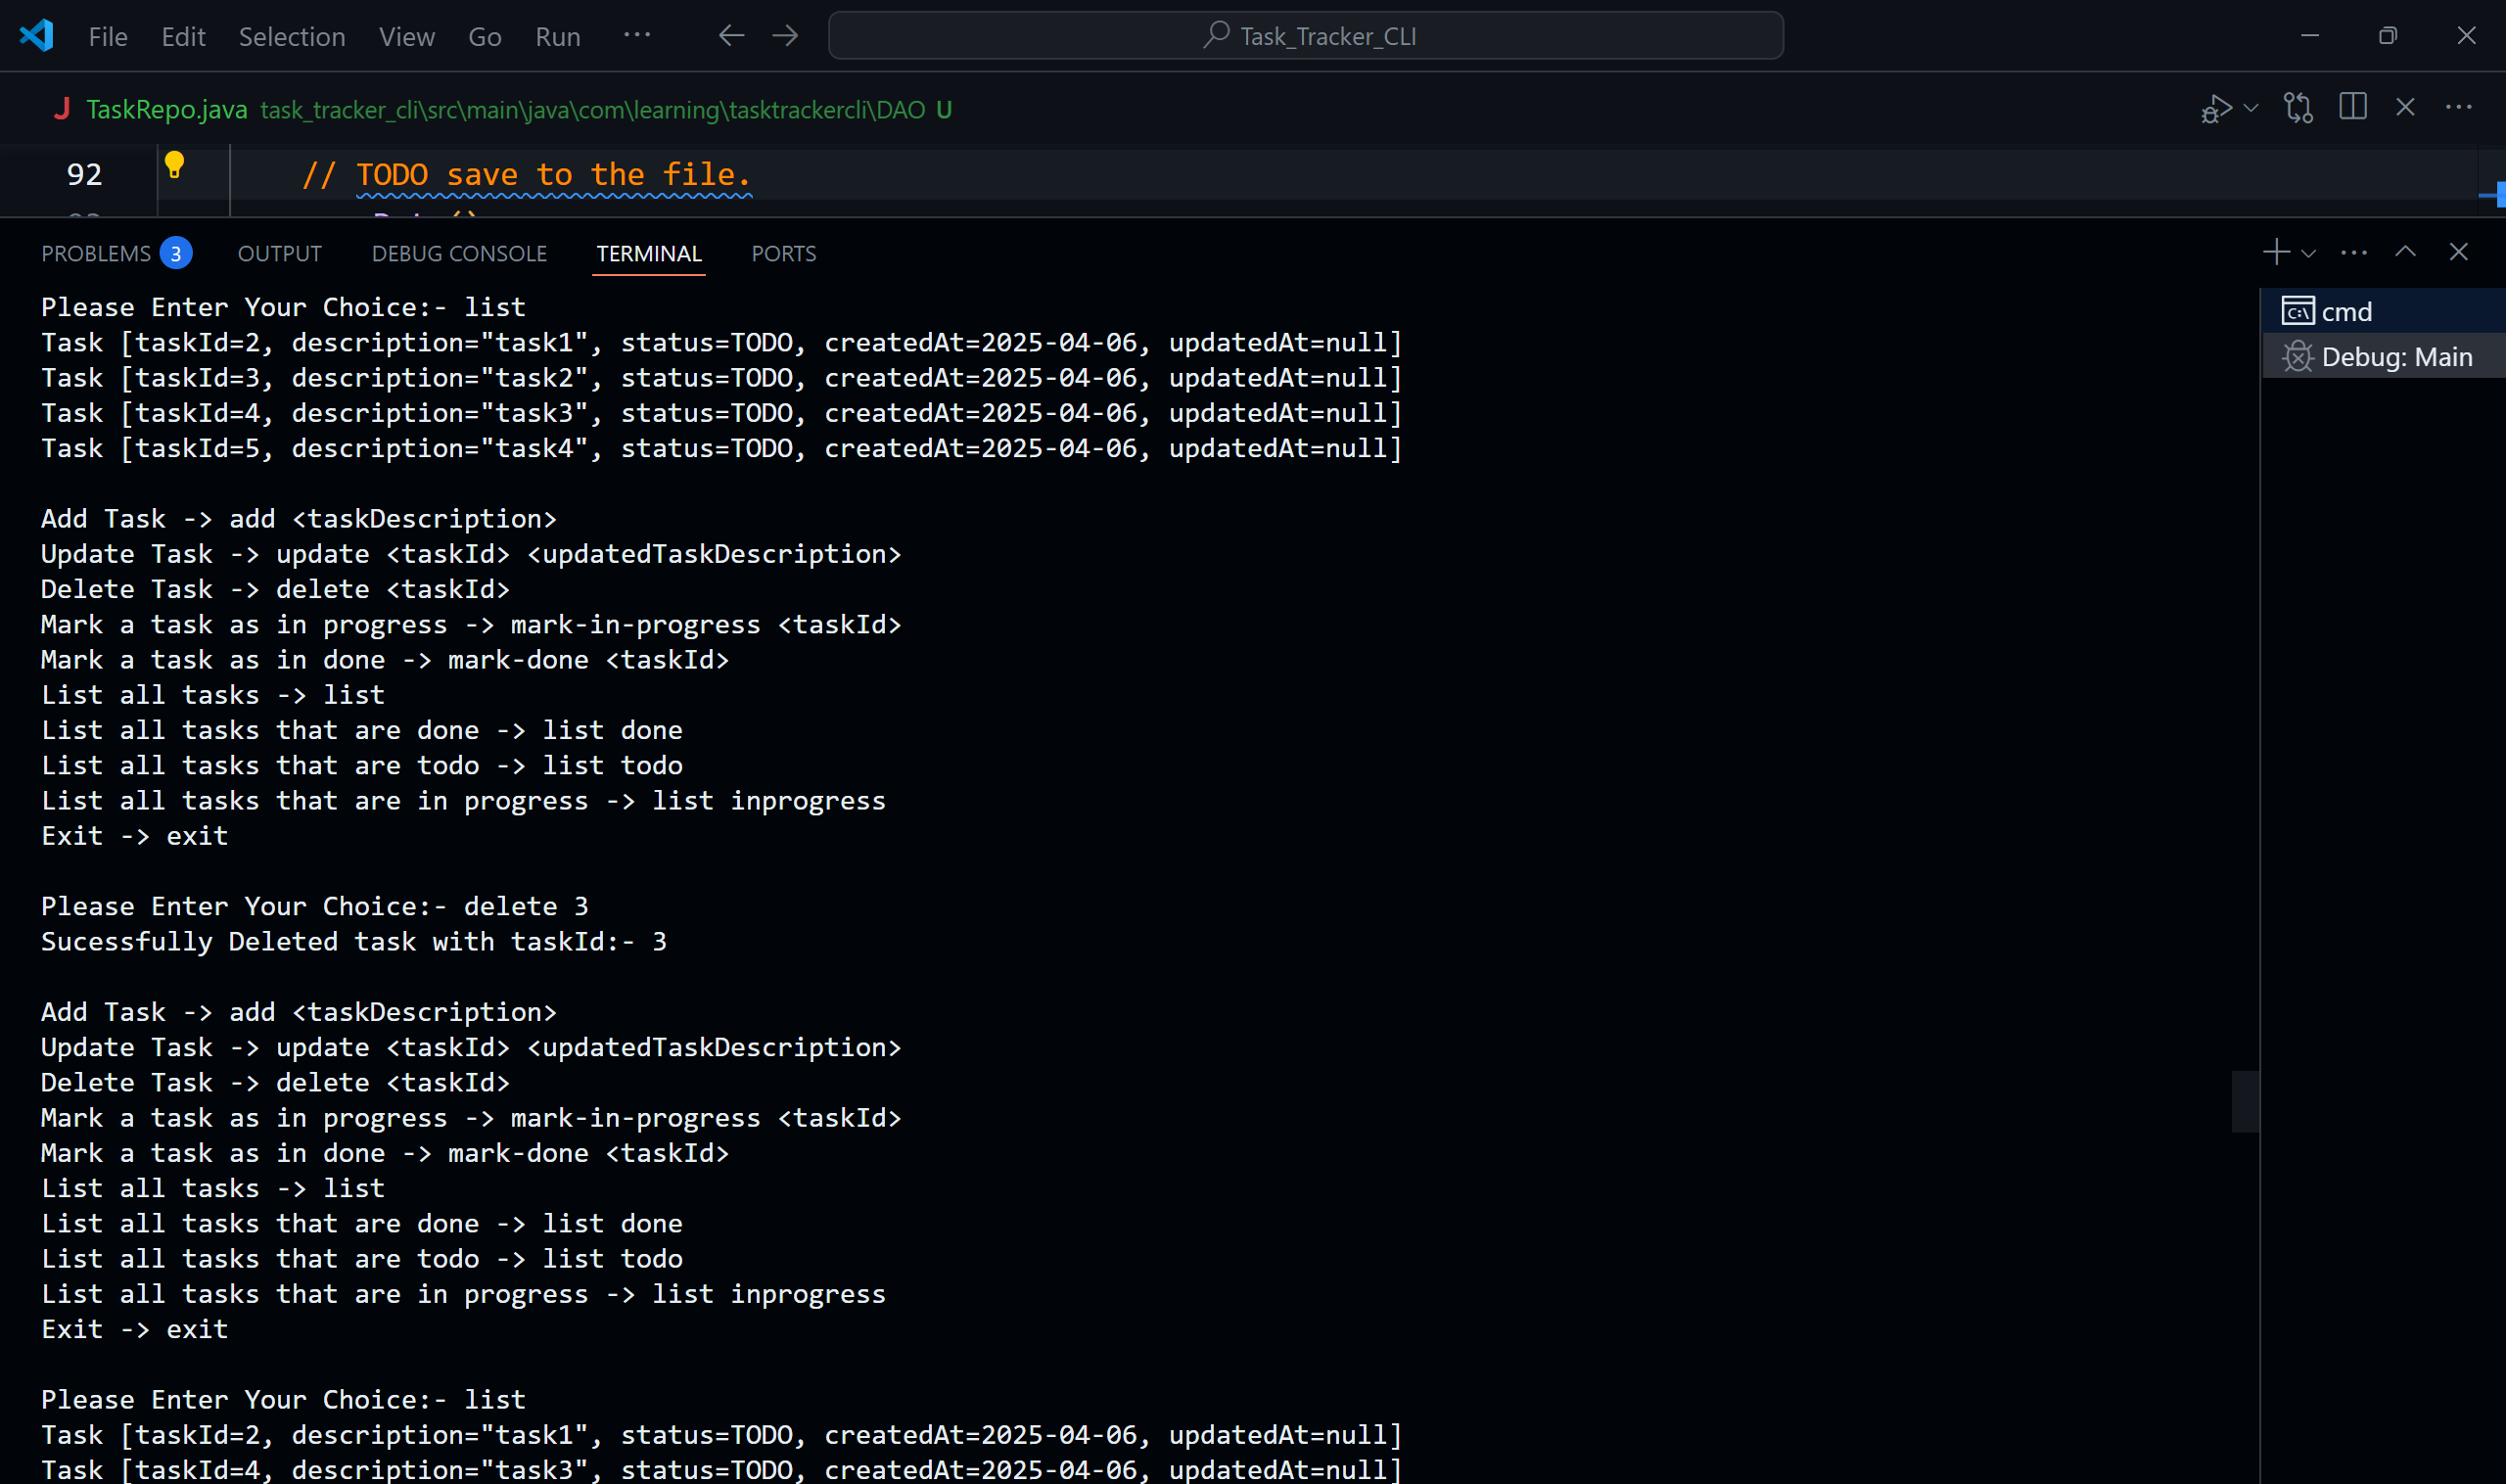 File Edit Selection View Go Run ··· Task_Tracker_CLI
J TaskRepo.java task_tracker_cli\src\main\java\com\learning\tasktrackercli\DAO U
92 // TODO save to the file.
PROBLEMS 3 OUTPUT DEBUG CONSOLE TERMINAL PORTS
cmd
Debug: Main
Please Enter Your Choice:- list
Task [taskId=2, description="task1", status=TODO, createdAt=2025-04-06, updatedAt=null]
Task [taskId=3, description="task2", status=TODO, createdAt=2025-04-06, updatedAt=null]
Task [taskId=4, description="task3", status=TODO, createdAt=2025-04-06, updatedAt=null]
Task [taskId=5, description="task4", status=TODO, createdAt=2025-04-06, updatedAt=null]
Add Task -> add <taskDescription>
Update Task -> update <taskId> <updatedTaskDescription>
Delete Task -> delete <taskId>
Mark a task as in progress -> mark-in-progress <taskId>
Mark a task as in done -> mark-done <taskId>
List all tasks -> list
List all tasks that are done -> list done
List all tasks that are todo -> list todo
List all tasks that are in progress -> list inprogress
Exit -> exit
Please Enter Your Choice:- delete 3
Sucessfully Deleted task with taskId:- 3
Add Task -> add <taskDescription>
Update Task -> update <taskId> <updatedTaskDescription>
Delete Task -> delete <taskId>
Mark a task as in progress -> mark-in-progress <taskId>
Mark a task as in done -> mark-done <taskId>
List all tasks -> list
List all tasks that are done -> list done
List all tasks that are todo -> list todo
List all tasks that are in progress -> list inprogress
Exit -> exit
Please Enter Your Choice:- list
Task [taskId=2, description="task1", status=TODO, createdAt=2025-04-06, updatedAt=null]
Task [taskId=4, description="task3", status=TODO, createdAt=2025-04-06, updatedAt=null]